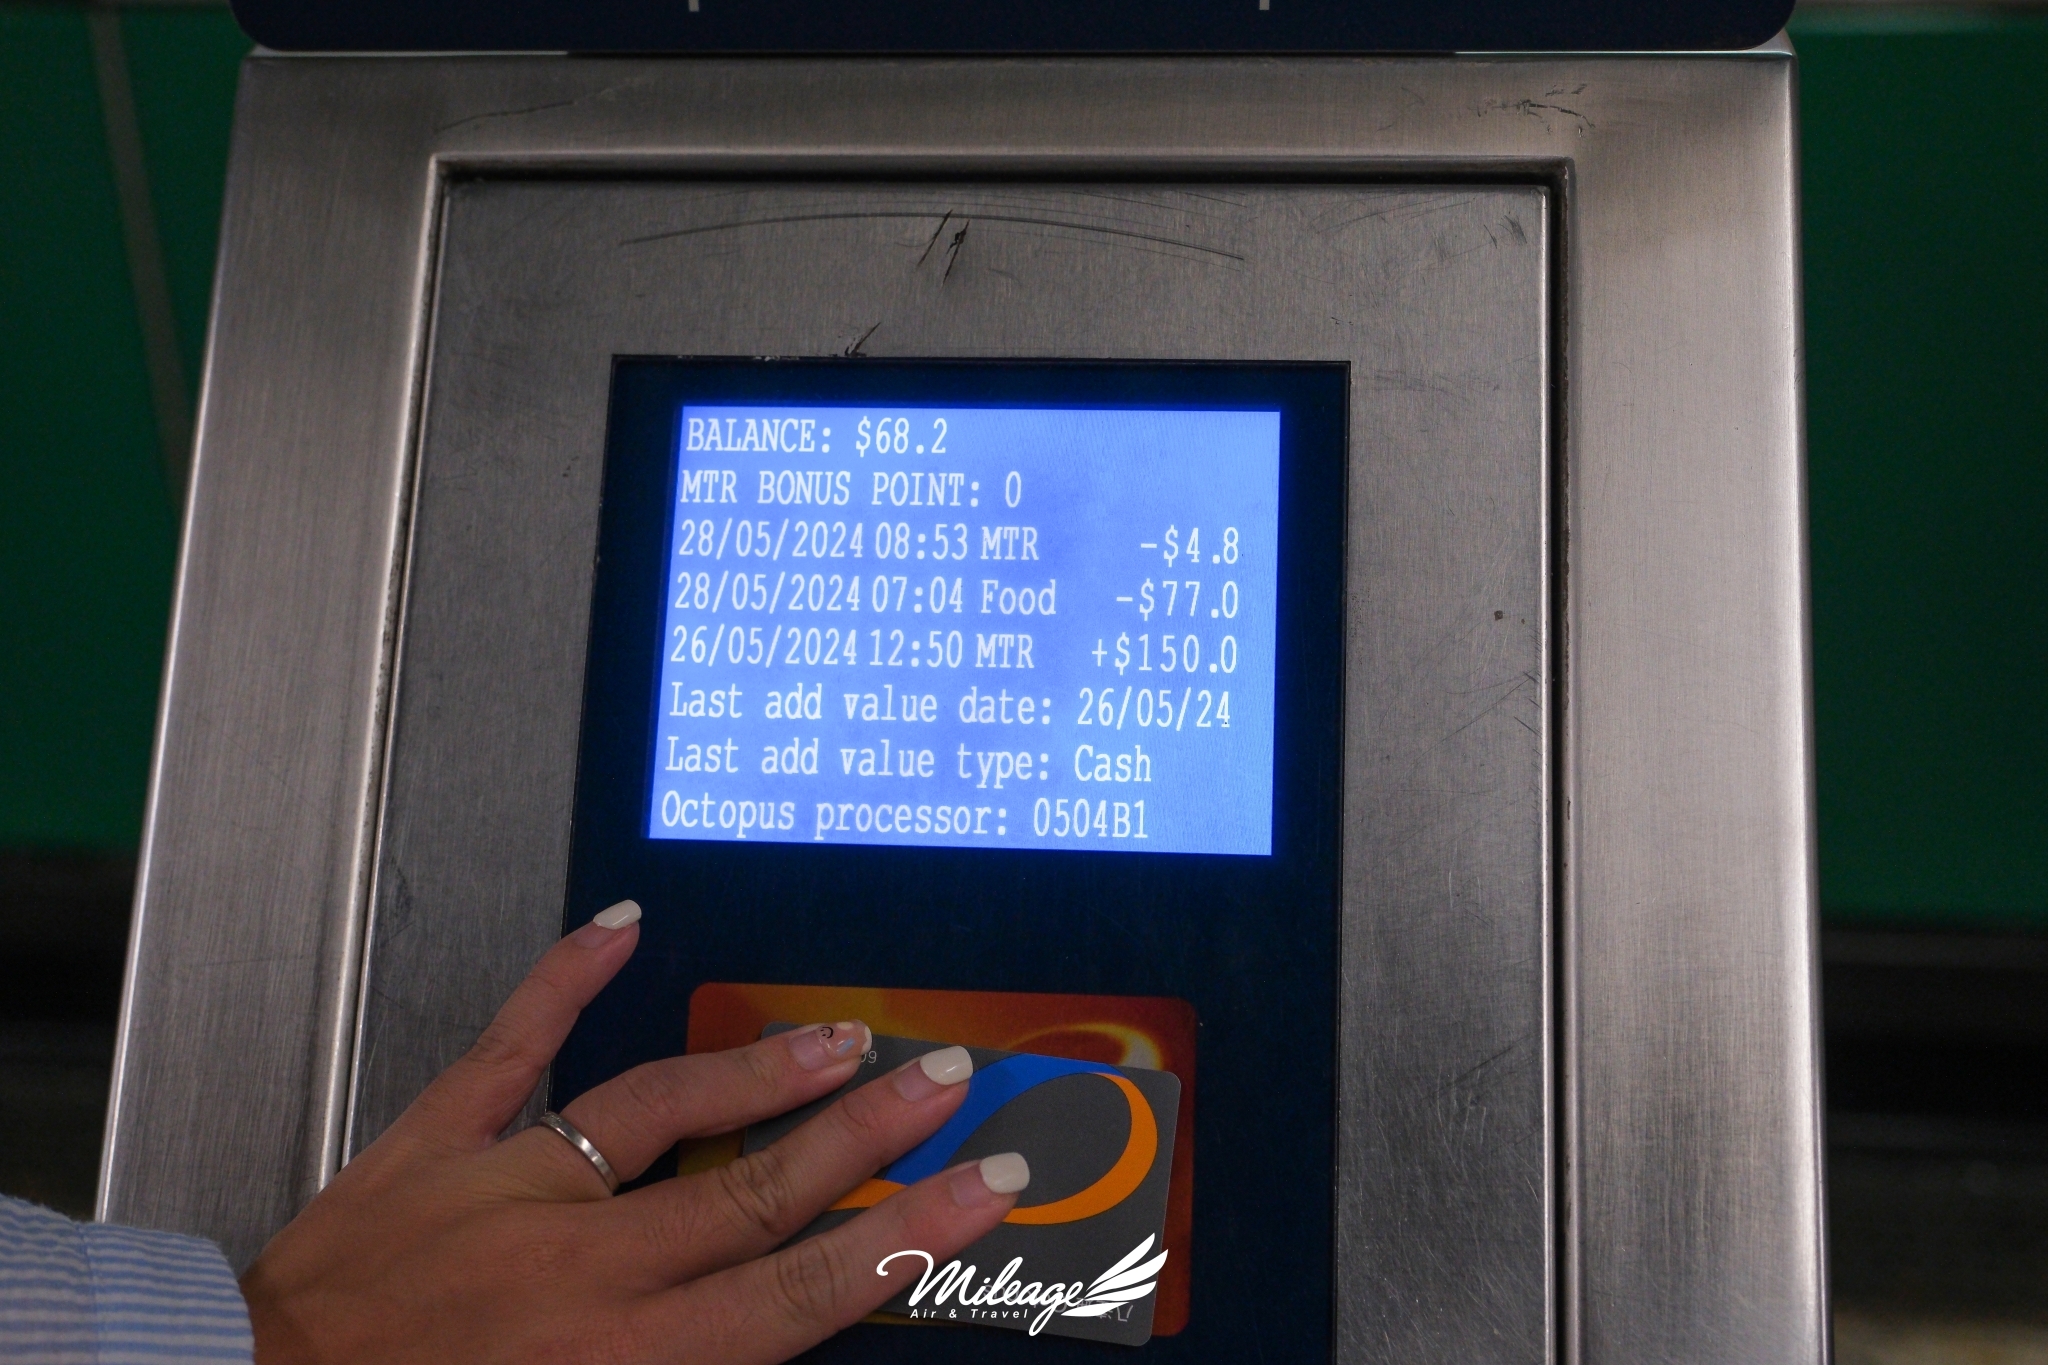 BALANCE: $68.2
MTR BONUS POINT: 0
28/05/2024 08:53 MTR -$4.8
28/05/2024 07:04 Food -$77.0
26/05/2024 12:50 MTR +$150.0
Last add value date: 26/05/24
Last add value type: Cash
Octopus processor: 0504B1
Mileage
Air & Travel